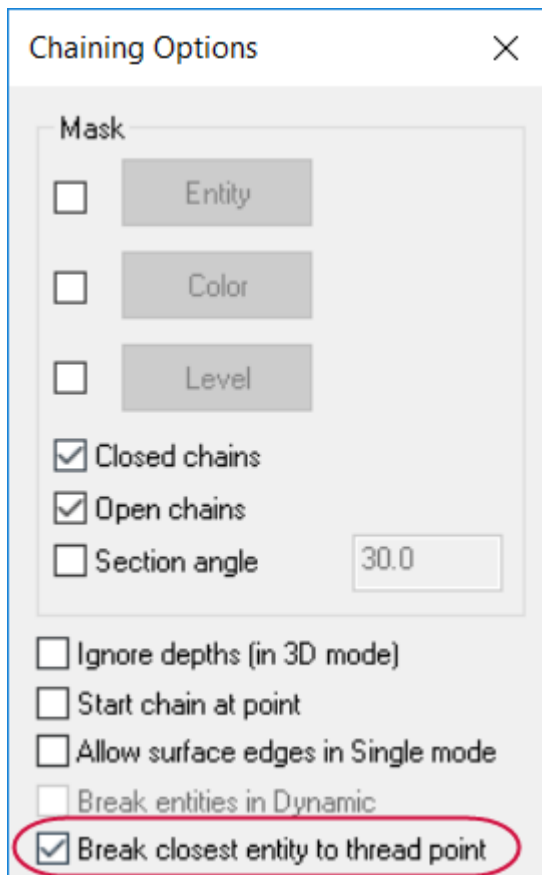 Chaining Options
Mask
Entity
Color
Level
Closed chains
Open chains
Section angle 30.0
Ignore depths (in 3D mode)
Start chain at point
Allow surface edges in Single mode
Break entities in Dynamic
Break closest entity to thread point